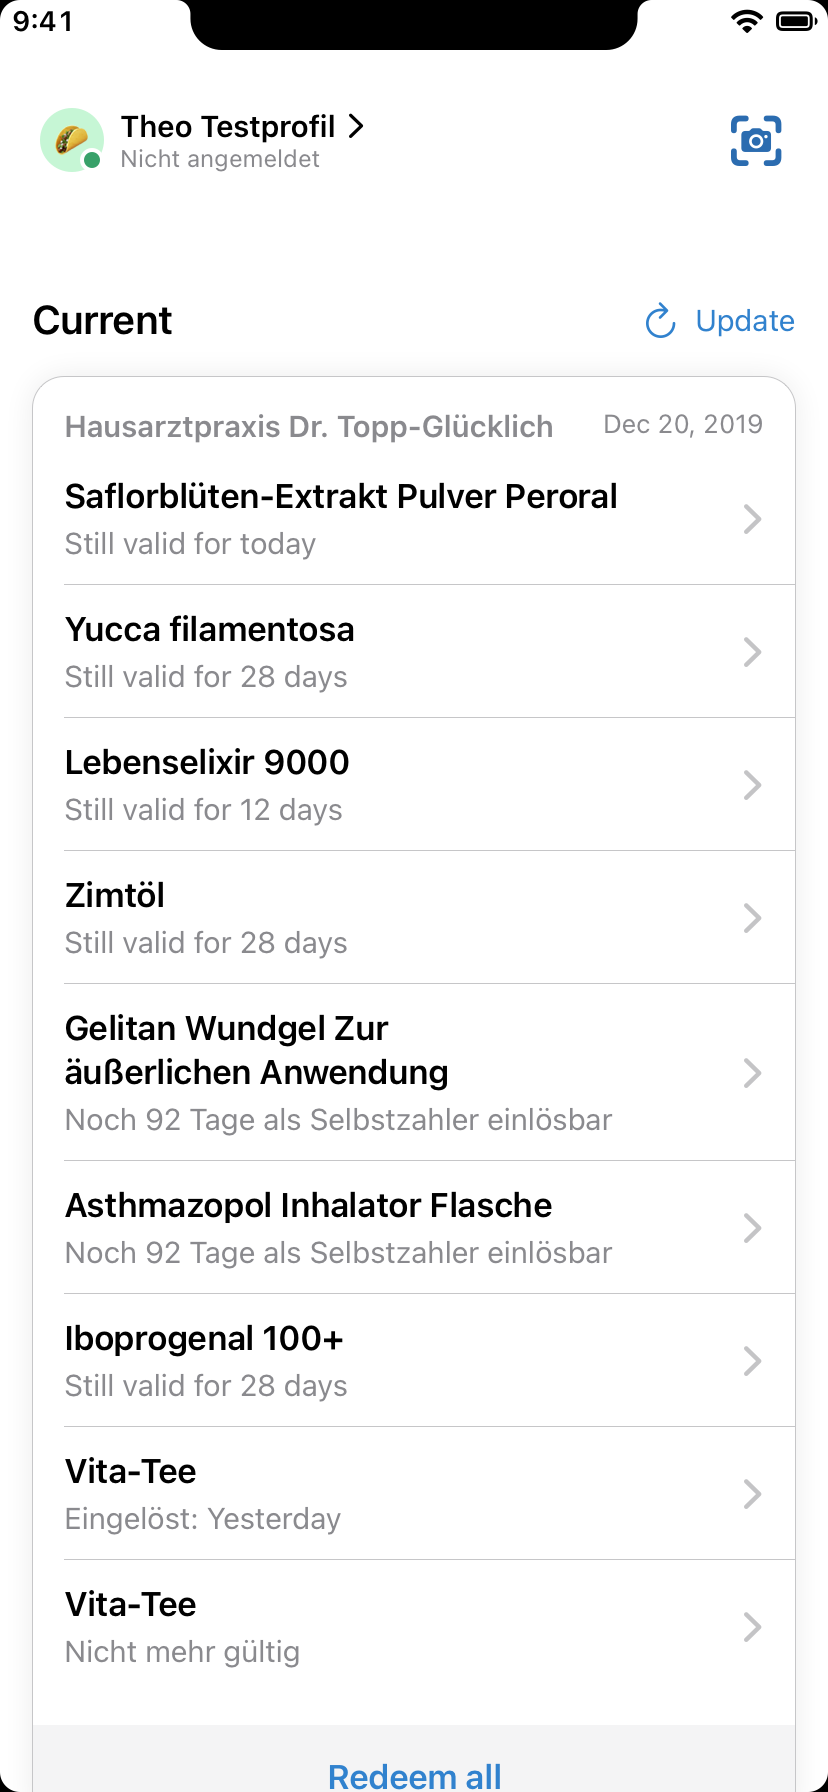 9:41
Theo Testprofil
Nicht angemeldet
Current
Update
Hausarztpraxis Dr. Topp-Glücklich
Dec 20, 2019
Saflorblüten-Extrakt Pulver Peroral
Still valid for today
Yucca filamentosa
Still valid for 28 days
Lebenselixir 9000
Still valid for 12 days
Zimtöl
Still valid for 28 days
Gelitan Wundgel Zur
äußerlichen Anwendung
Noch 92 Tage als Selbstzahler einlösbar
Asthmazopol Inhalator Flasche
Noch 92 Tage als Selbstzahler einlösbar
Iboprogenal 100+
Still valid for 28 days
Vita-Tee
Eingelöst: Yesterday
Vita-Tee
Nicht mehr gültig
Redeem all